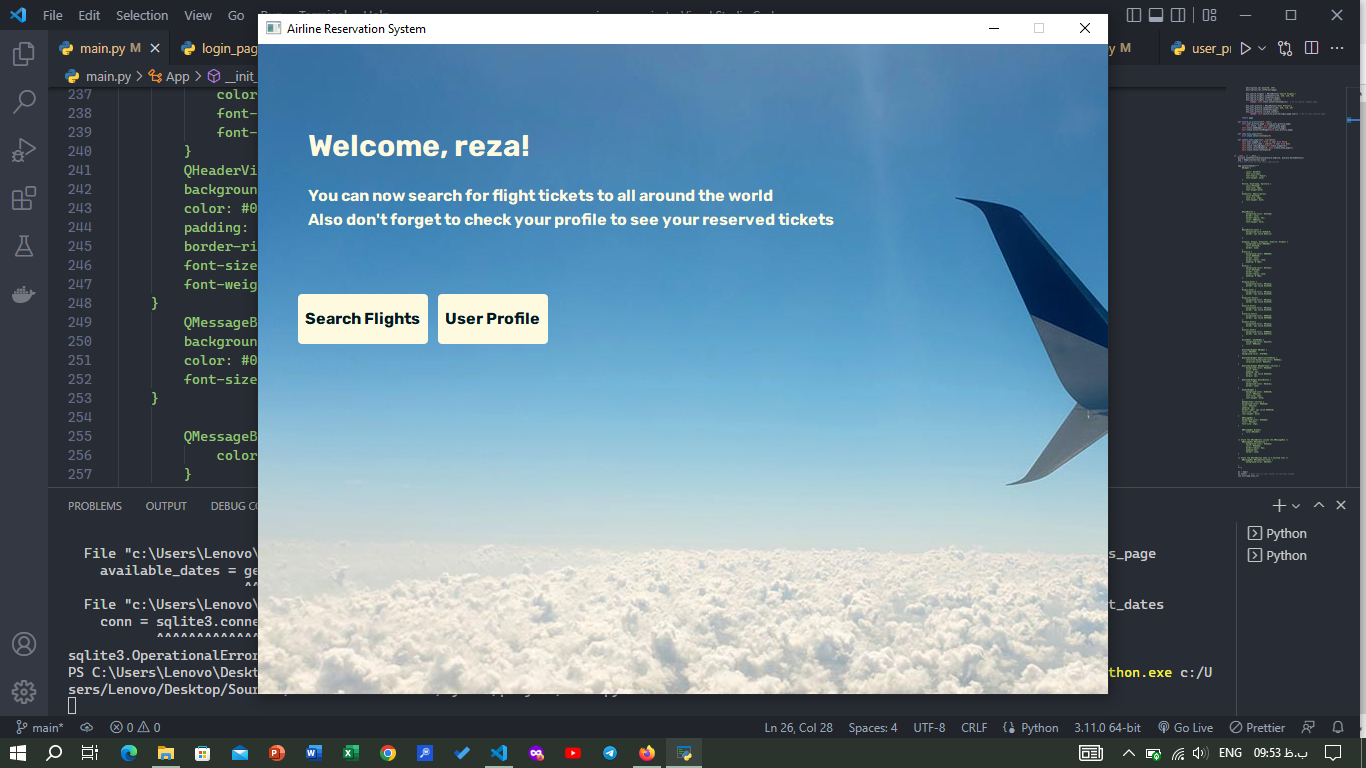 File Edit Selection View Go
Airline Reservation System
main.py M
login_pag
M
user_p
main.py > App > __init_
237 color
238 font-
239 font-
240 }
241 QHeaderVi
242 background
243 color: #0
244 padding:
245 border-ri
246 font-size
247 font-weig
248 }
249 QMessageB
250 background
251 color: #0
252 font-size
253 }
254
255 QMessageB
256 color
257 }
Welcome, reza!
You can now search for flight tickets to all around the world
Also don't forget to check your profile to see your reserved tickets
Search Flights
User Profile
PROBLEMS OUTPUT DEBUG CO
File "c:\Users\Lenovo\
s_page
available_dates = ge
^^
File "c:\Users\Lenovo\
t_dates
conn = sqlite3.conne
^^^^^^^^^^^^^
sqlite3.OperationalError
PS C:\Users\Lenovo\Deskt
thon.exe c:/U
sers/Lenovo/Desktop/Sour
Python
Python
main* 0 0
Ln 26, Col 28 Spaces: 4 UTF-8 CRLF Python 3.11.0 64-bit Go Live Prettier
ENG 09:53 ب.ظ